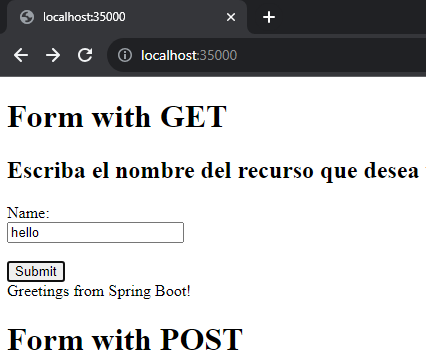 localhost:35000
localhost:35000
Form with GET
Escriba el nombre del recurso que desea
Name:
hello
Submit
Greetings from Spring Boot!
Form with POST